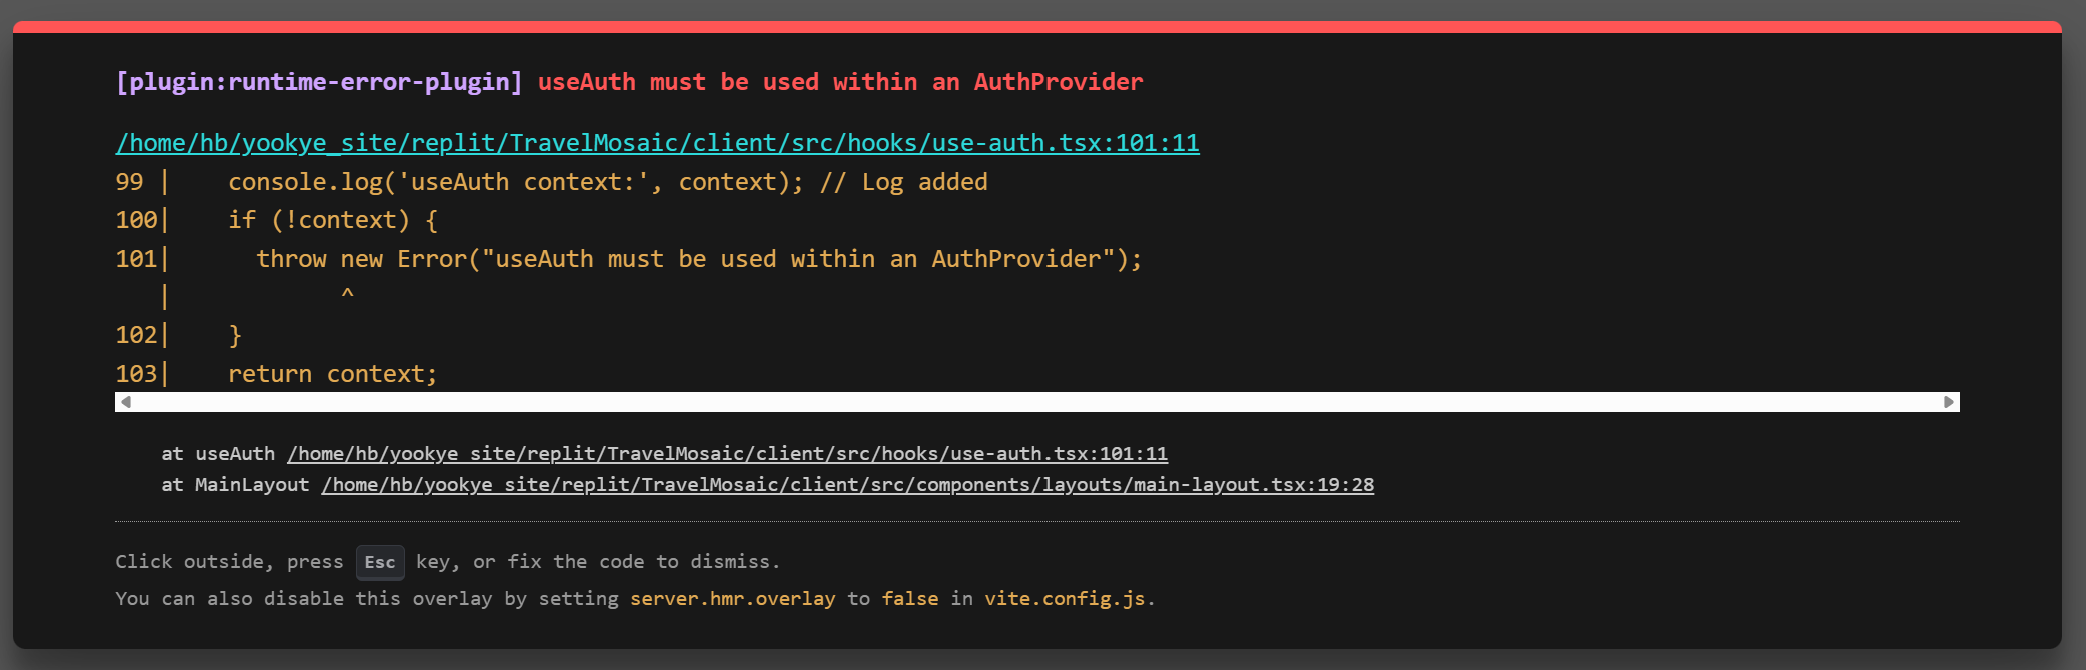 [plugin:runtime-error-plugin] useAuth must be used within an AuthProvider
/home/hb/yookye_site/replit/TravelMosaic/client/src/hooks/use-auth.tsx:101:11
99 |    console.log('useAuth context:', context); // Log added
100|    if (!context) {
101|      throw new Error("useAuth must be used within an AuthProvider");
   |            ^
102|    }
103|    return context;
at useAuth /home/hb/yookye_site/replit/TravelMosaic/client/src/hooks/use-auth.tsx:101:11
at MainLayout /home/hb/yookye_site/replit/TravelMosaic/client/src/components/layouts/main-layout.tsx:19:28
Click outside, press Esc key, or fix the code to dismiss.
You can also disable this overlay by setting server.hmr.overlay to false in vite.config.js.